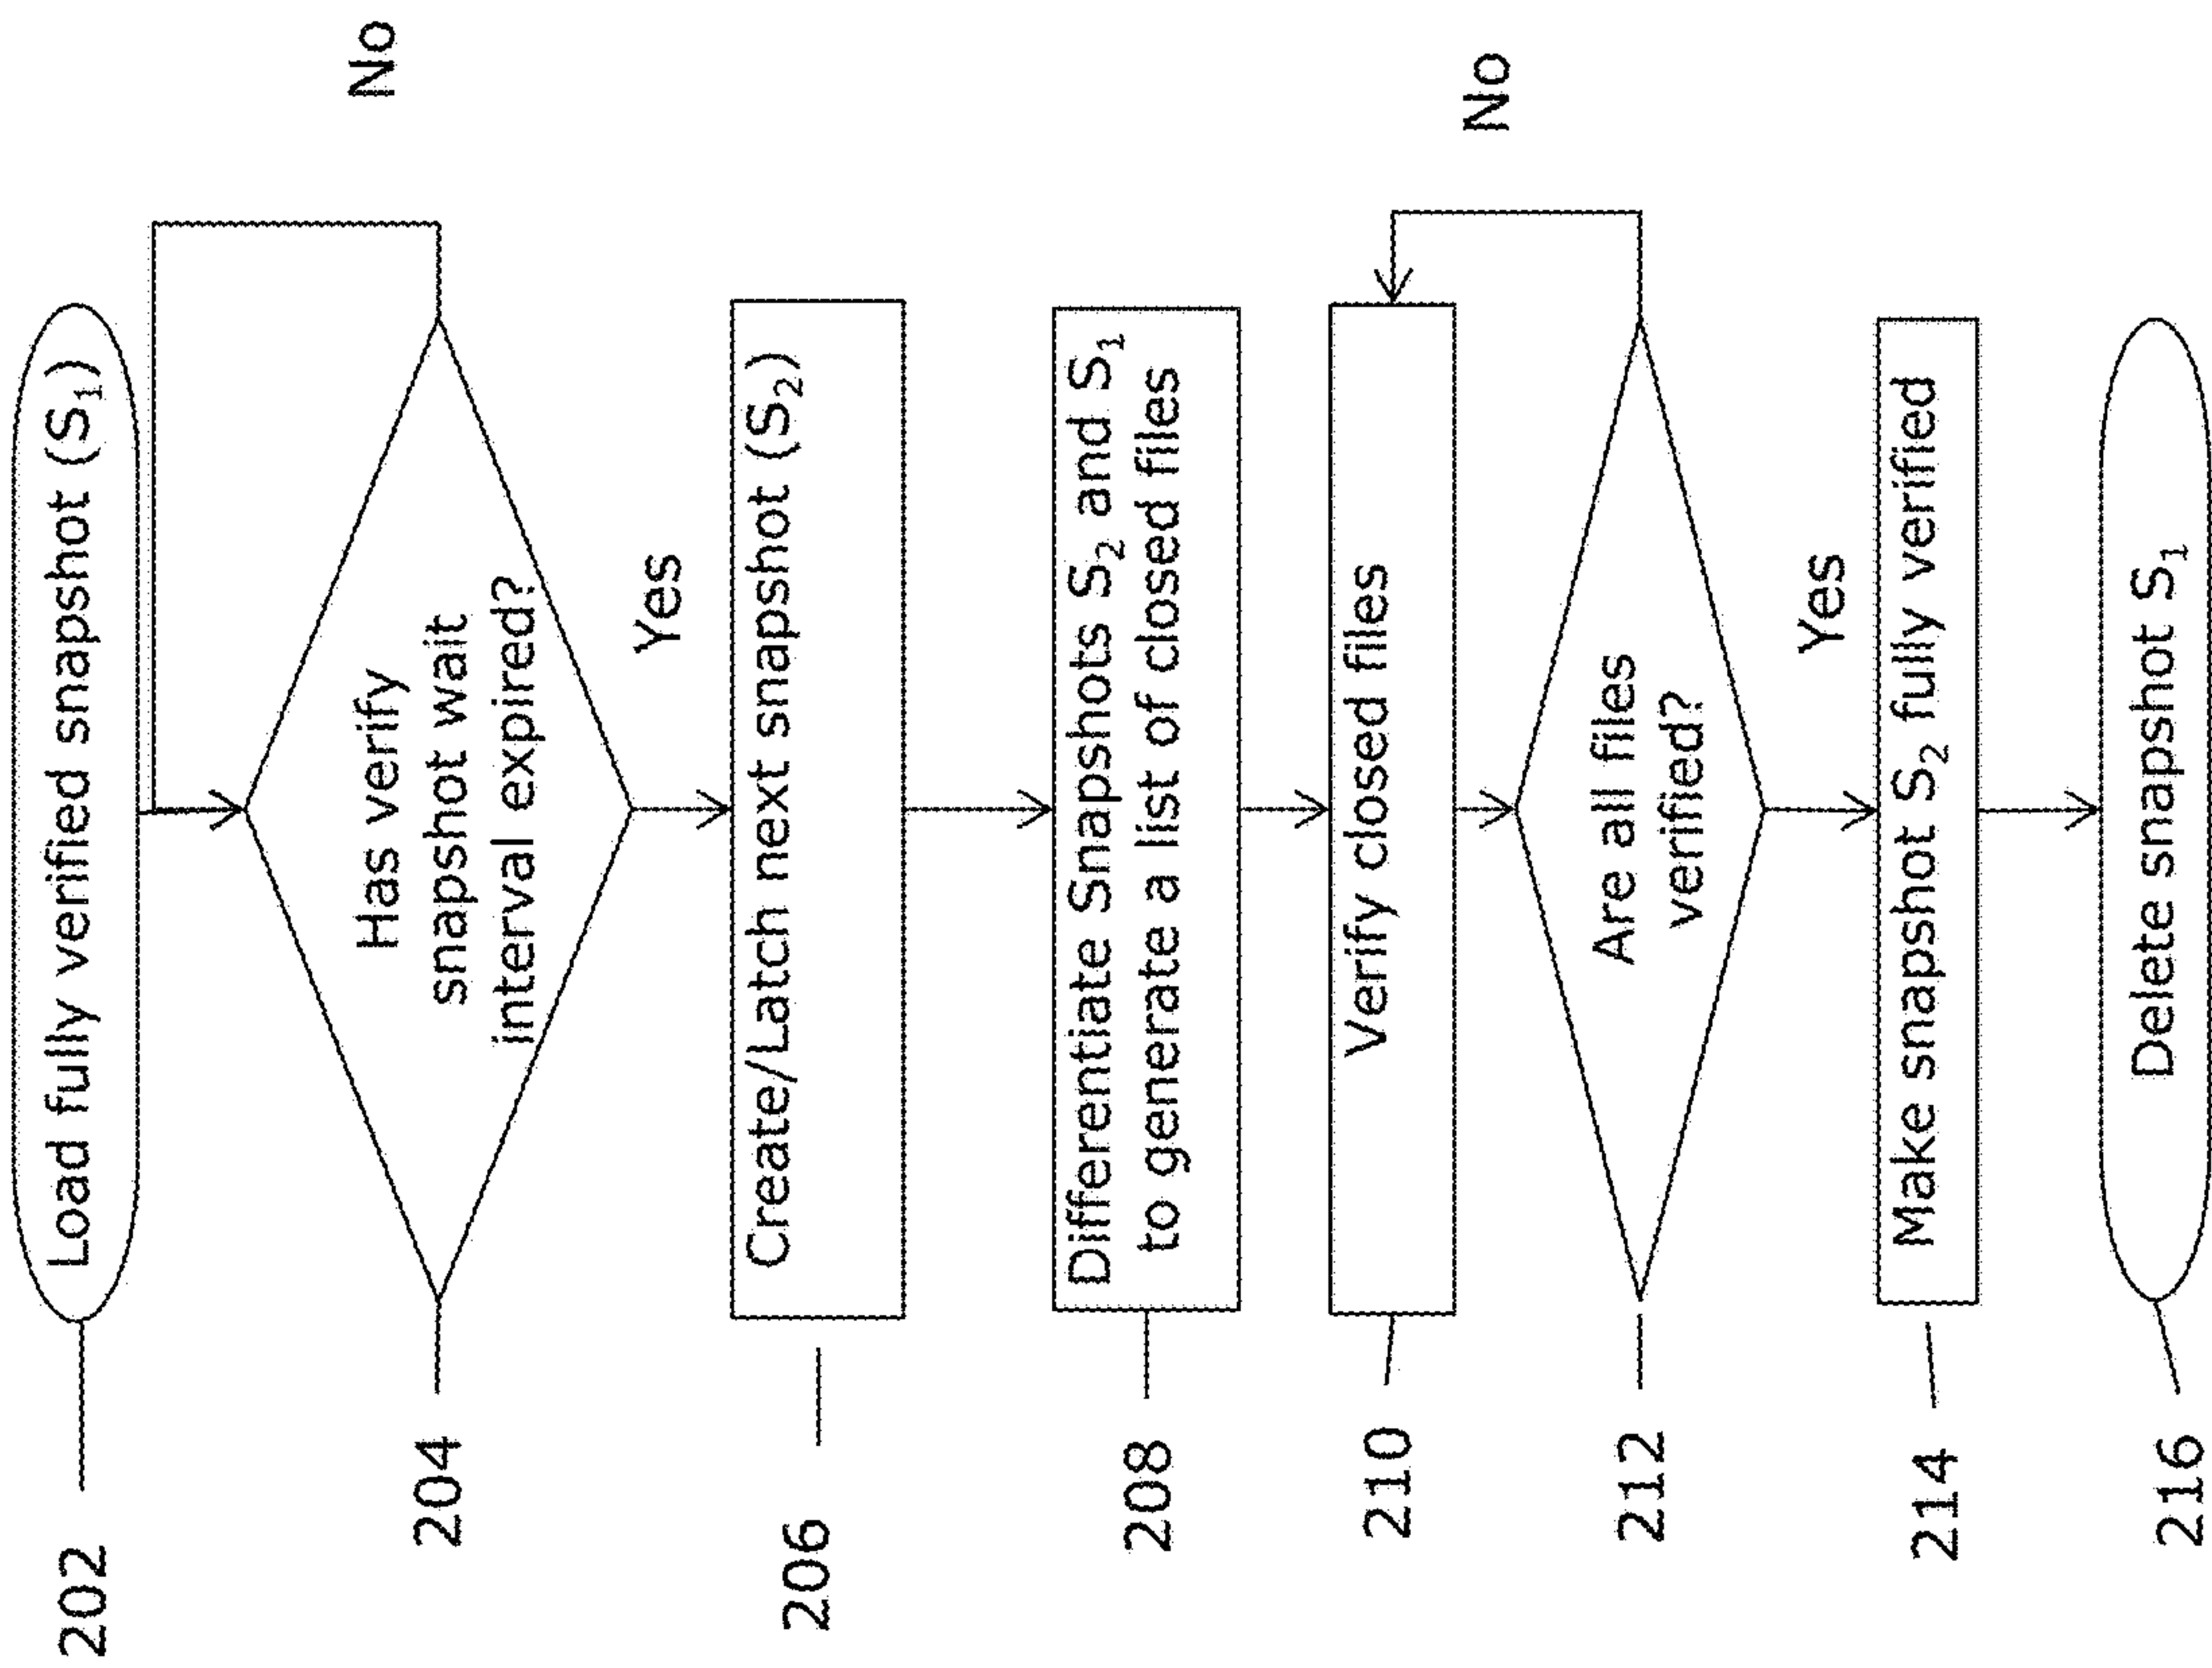 202
Load fully verified snapshot (S₁)
204
Has verify
snapshot wait
interval expired?
No
Yes
206
Create/Latch next snapshot (S₂)
208
Differentiate Snapshots S₂ and S₁
to generate a list of closed files
210
Verify closed files
212
Are all files
verified?
No
Yes
214
Make snapshot S₂ fully verified
216
Delete snapshot S₁